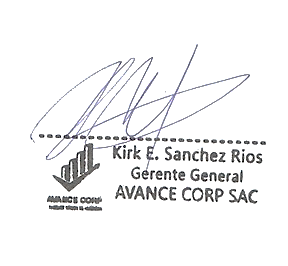 Kirk E. Sanchez Rios
Gerente General
AVANCE CORP SAC
AVANCE CORP